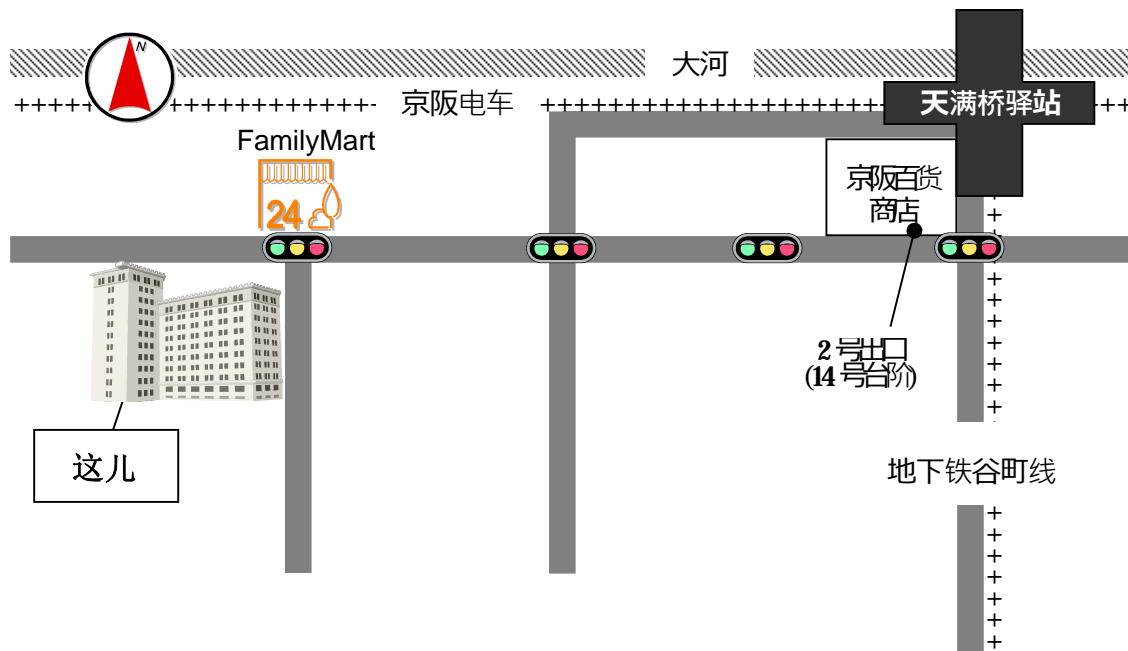 N
大河
京阪电车
天满桥驿站
FamilyMart
24
京阪百货
商店
2号出口
(14号台阶)
这儿
地下铁谷町线